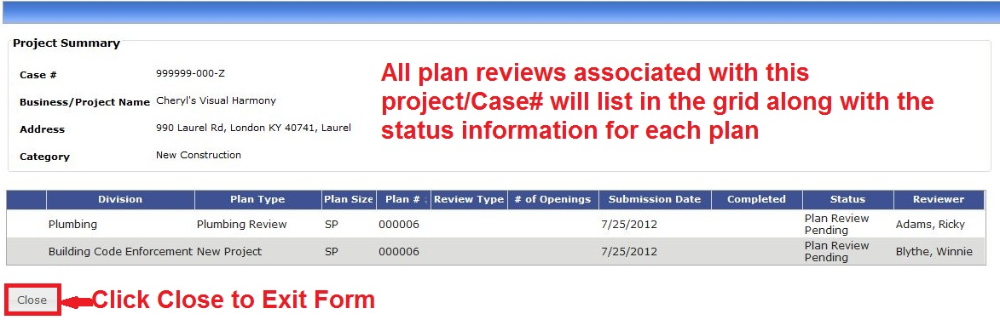 Project Summary
Case # 999999-000-Z
Business/Project Name Cheryl's Visual Harmony
Address 990 Laurel Rd, London KY 40741, Laurel
Category New Construction
All plan reviews associated with this
project/Case# will list in the grid along with the
status information for each plan
Division Plan Type Plan Size Plan # Review Type # of Openings Submission Date Completed Status Reviewer
Plumbing Plumbing Review SP 000006 7/25/2012 Plan Review Pending Adams, Ricky
Building Code Enforcement New Project SP 000006 7/25/2012 Plan Review Pending Blythe, Winnie
Close Click Close to Exit Form